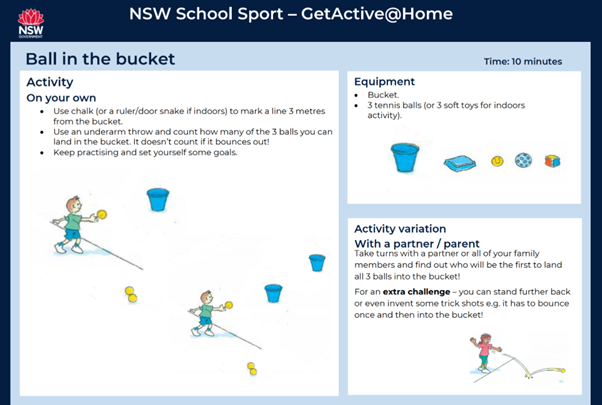 NSW School Sport – GetActive@Home
NSW
GOVERNMENT
Ball in the bucket
Time: 10 minutes
Activity
On your own
• Use chalk (or a ruler/door snake if indoors) to mark a line 3 metres
from the bucket.
• Use an underarm throw and count how many of the 3 balls you can
land in the bucket. It doesn't count if it bounces out!
• Keep practising and set yourself some goals.
Equipment
• Bucket.
• 3 tennis balls (or 3 soft toys for indoors
activity).
Activity variation
With a partner / parent
Take turns with a partner or all of your family
members and find out who will be the first to land
all 3 balls into the bucket!
For an extra challenge – you can stand further back
or even invent some trick shots e.g. it has to bounce
once and then into the bucket!